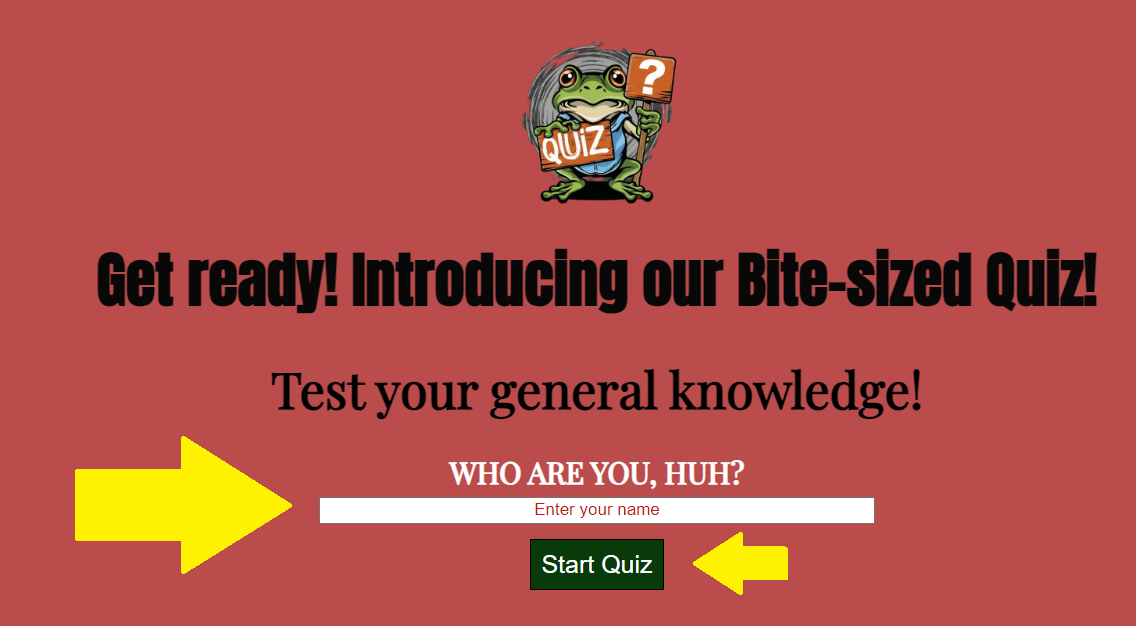 ?
QUiZ
Get ready! Introducing our Bite-sized Quiz!
Test your general knowledge!
WHO ARE YOU, HUH?
Enter your name
Start Quiz